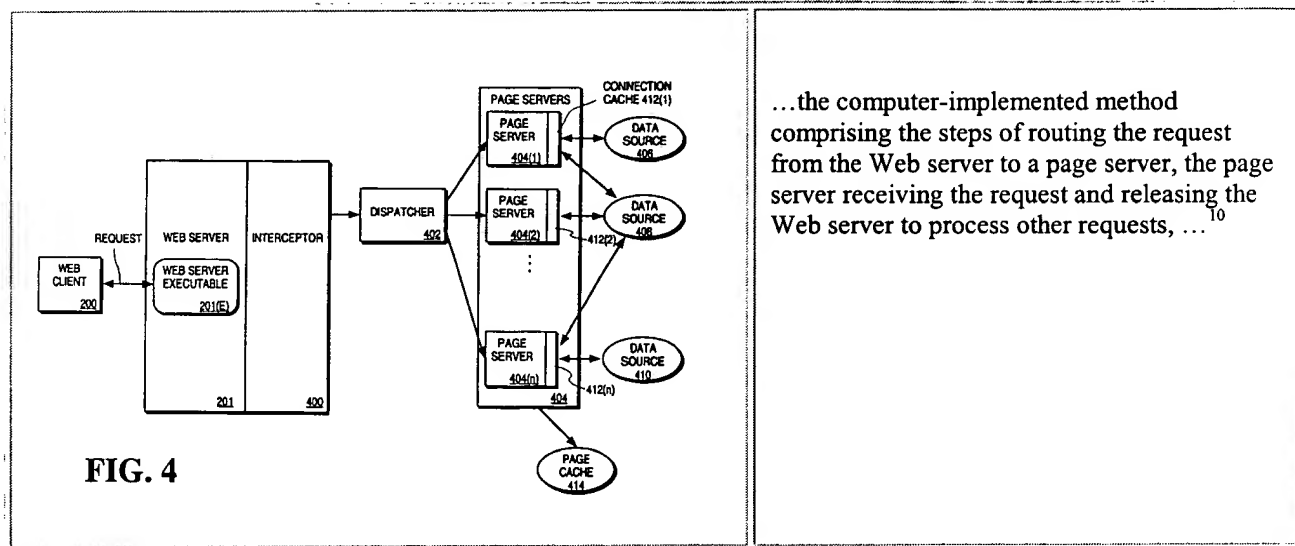 CONNECTION
CACHE 412(1)
PAGE SERVERS
PAGE
SERVER
404(1)
DATA
SOURCE
406
DISPATCHER
402
PAGE
SERVER
404(2)
412(2)
DATA
SOURCE
408
REQUEST
WEB SERVER
INTERCEPTOR
WEB
CLIENT
200
WEB SERVER
EXECUTABLE
201(E)
PAGE
SERVER
404(n)
412(n)
DATA
SOURCE
410
201
400
404
PAGE
CACHE
414
FIG. 4
...the computer-implemented method
comprising the steps of routing the request
from the Web server to a page server, the page
server receiving the request and releasing the
Web server to process other requests, ...10